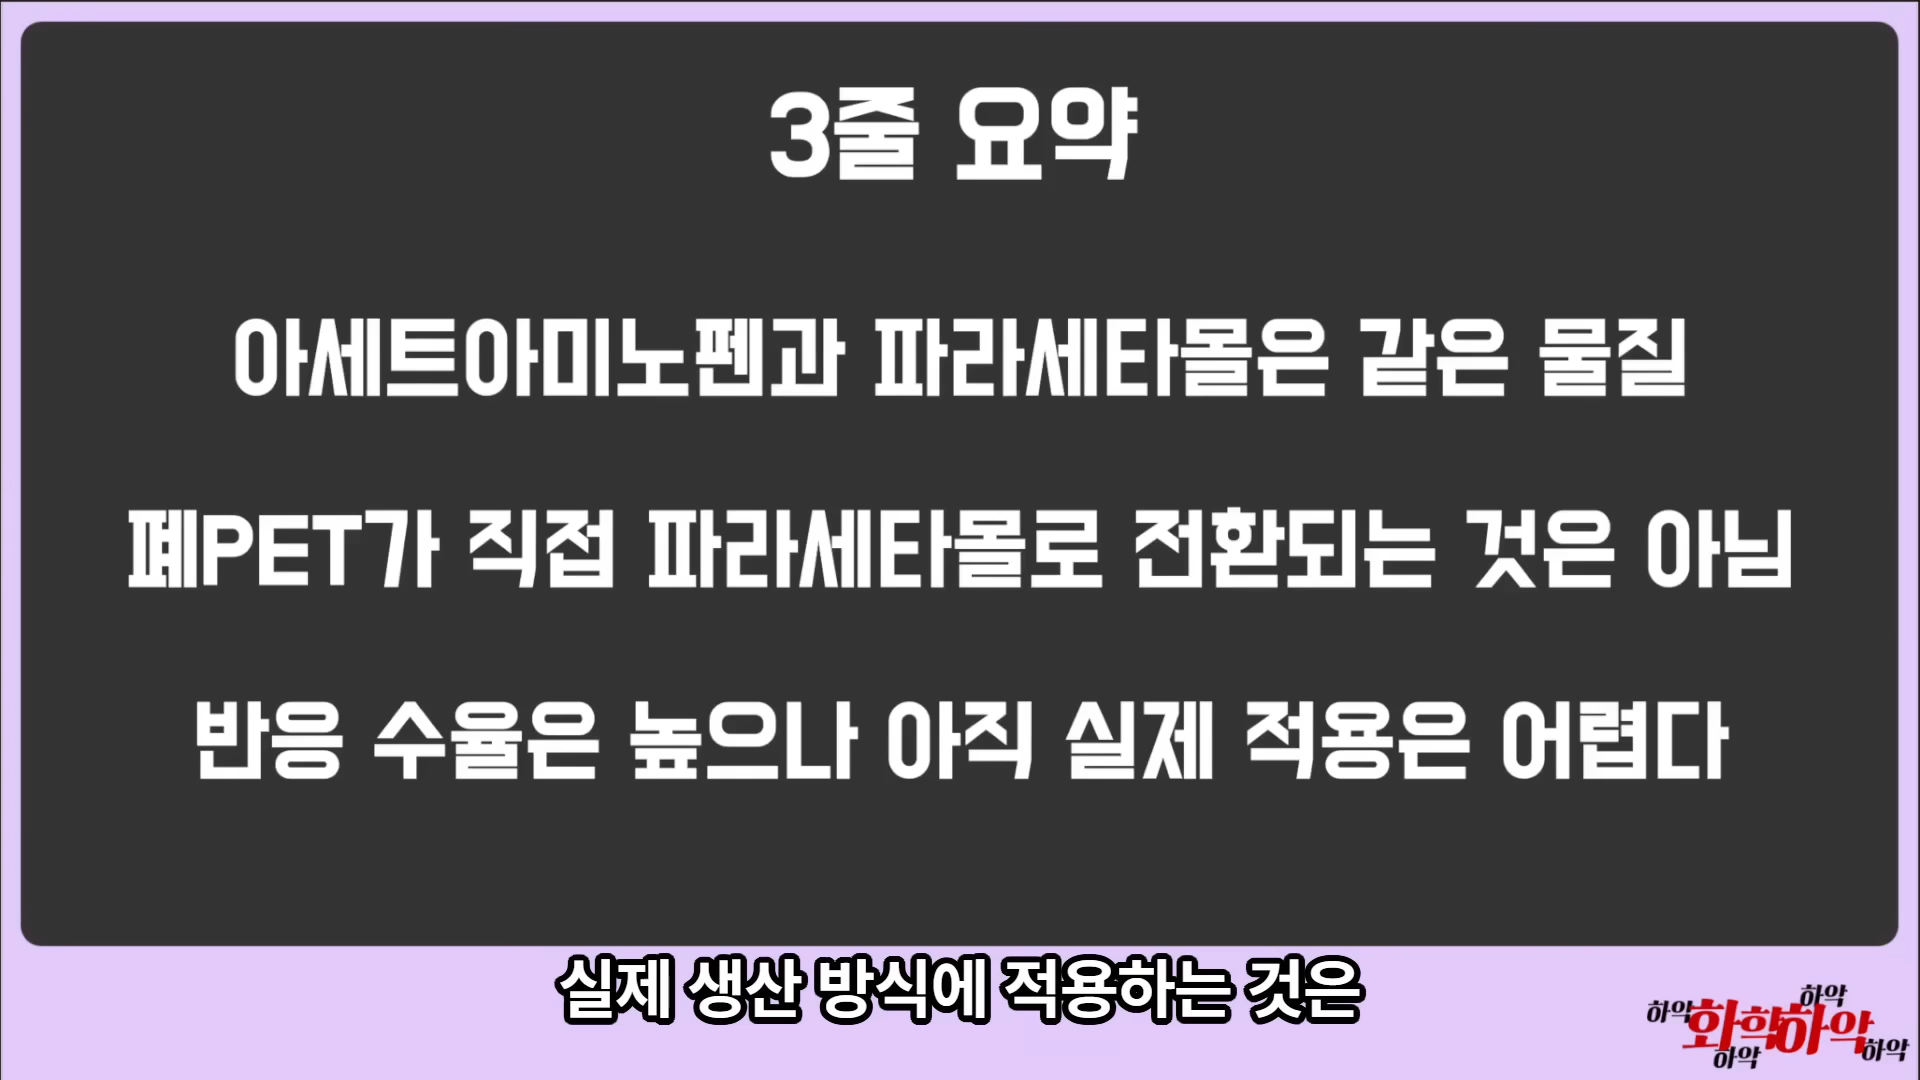 3줄 요약
아세트아미노펜과 파라세타몰은 같은 물질
폐PET가 직접 파라세타몰로 전환되는 것은 아님
반응 수율은 높으나 아직 실제 적용은 어렵다
실제 생산 방식에 적용하는 것은
하약
하약
화학하약
하약
하약